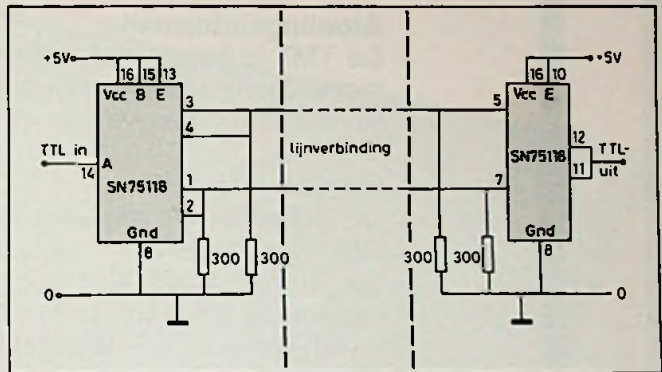 +5V
16 15 13
Vcc B E
3
4
SN75118
TTL in
A
14
1
2
Gnd
8
0
300
300
lijnverbinding
+5V
16 10
Vcc E
5
12
SN75118
TTL-
11
uit
7
Gnd
8
300
300
0